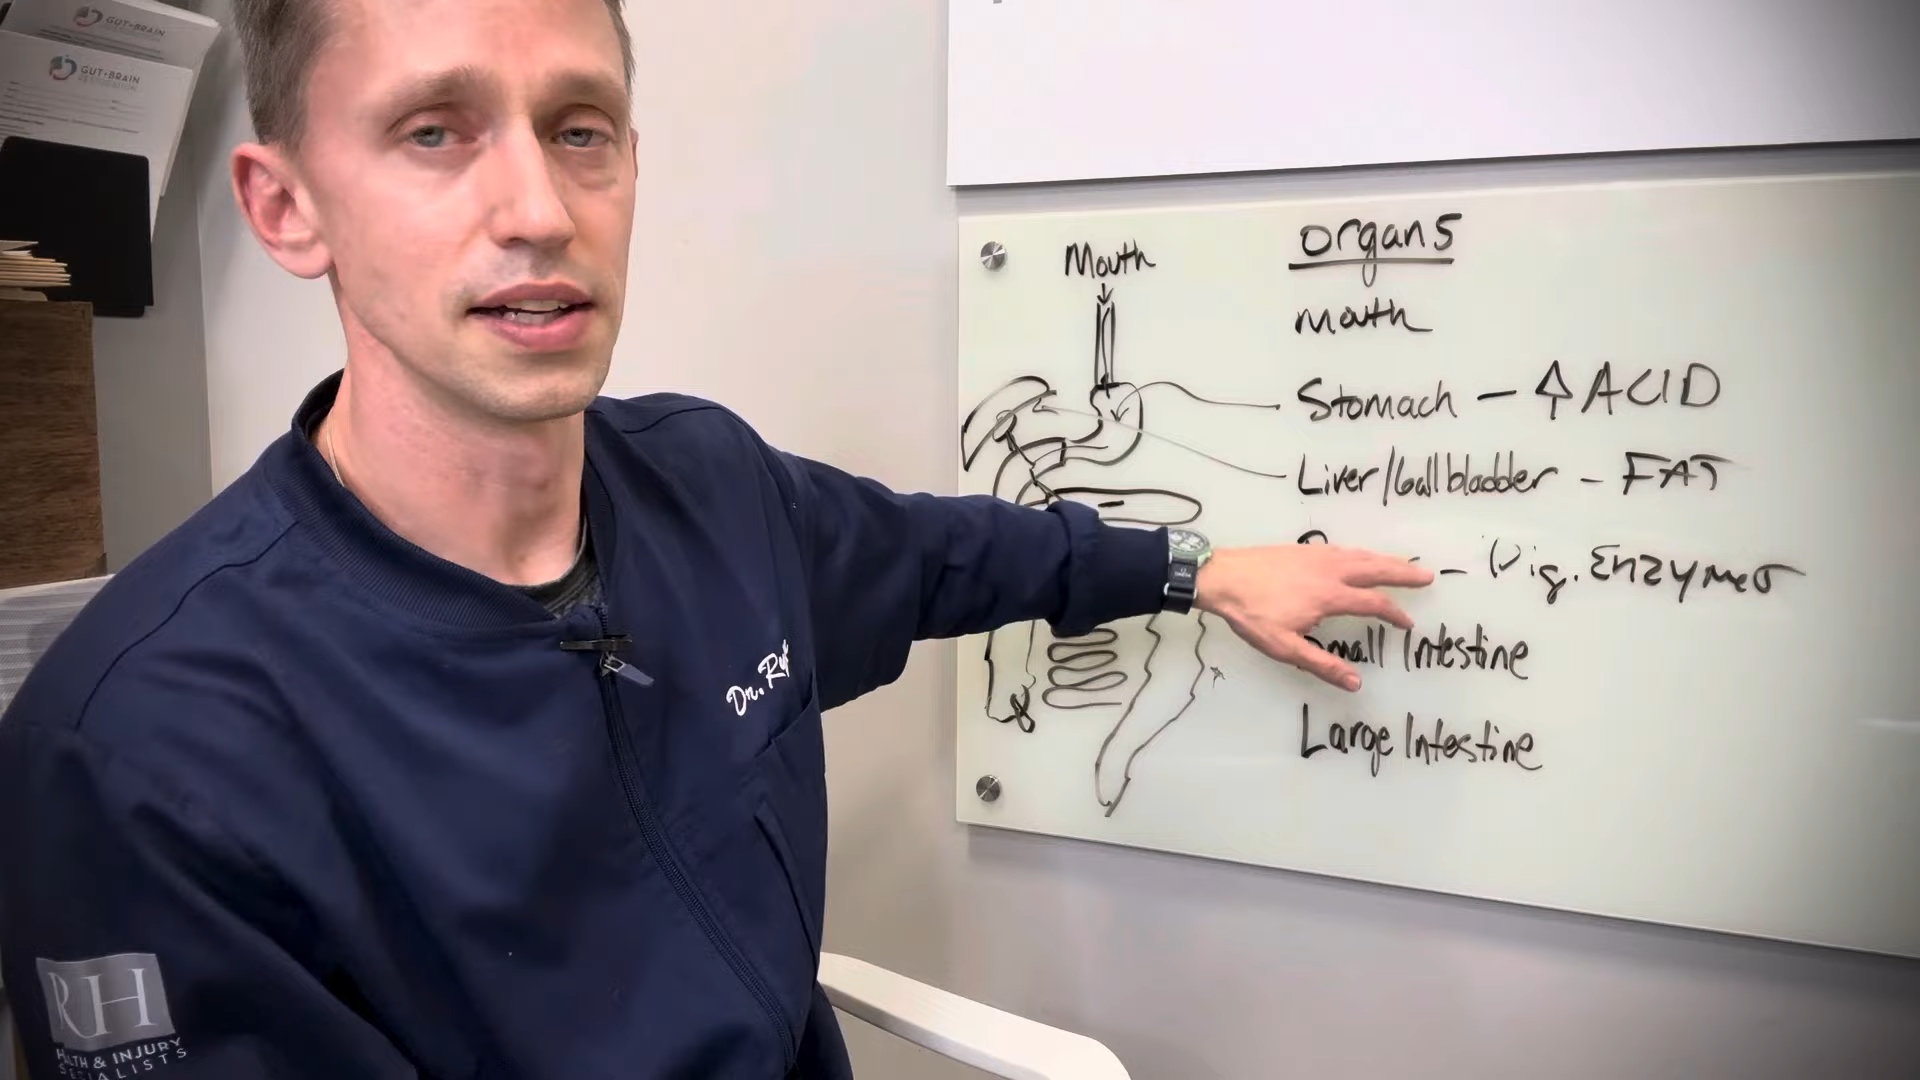 GUT+BRAIN
GUT+BRAIN
Mouth
organs
mouth
Stomach – ↑ ACID
Liver/Gallbladder – FAT
– Dig. Enzymes
Small Intestine
Large Intestine
Dr.
RH
HEALTH & INJURY
SPECIALISTS